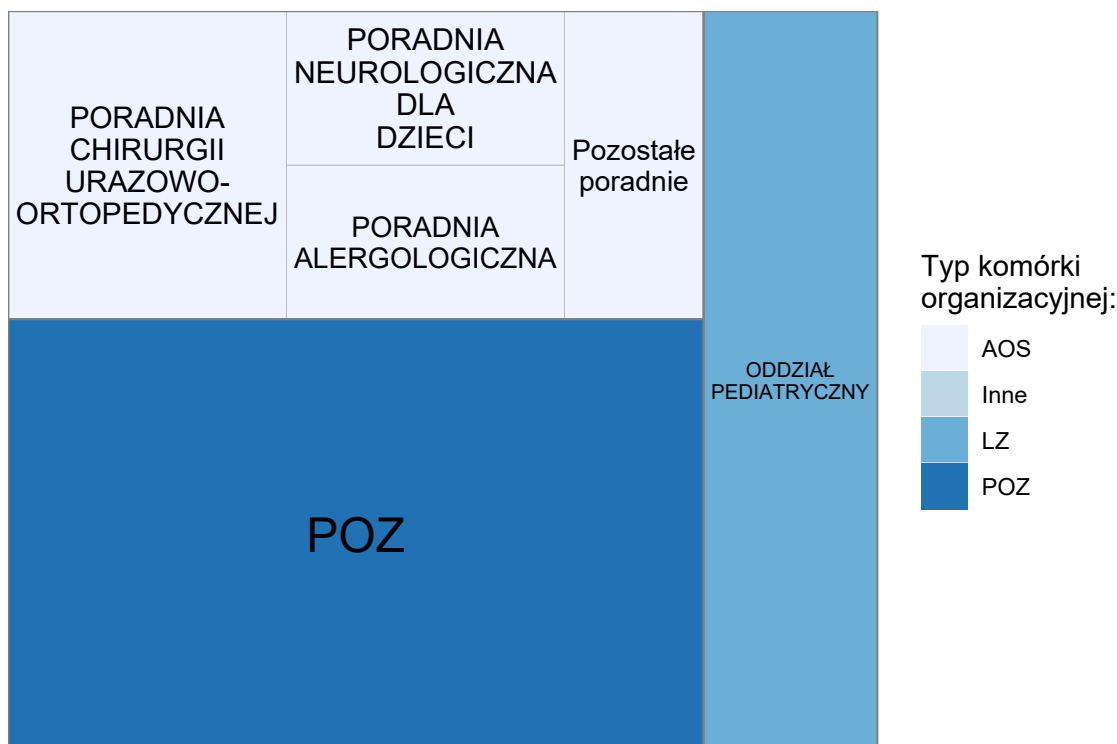 PORADNIA
CHIRURGII
URAZOWO-
ORTOPEDYCZNEJ
PORADNIA
NEUROLOGICZNA
DLA
DZIECI
PORADNIA
ALERGOLOGICZNA
Pozostałe
poradnie
ODDZIAŁ
PEDIATRYCZNY
POZ
Typ komórki
organizacyjnej:
AOS
Inne
LZ
POZ